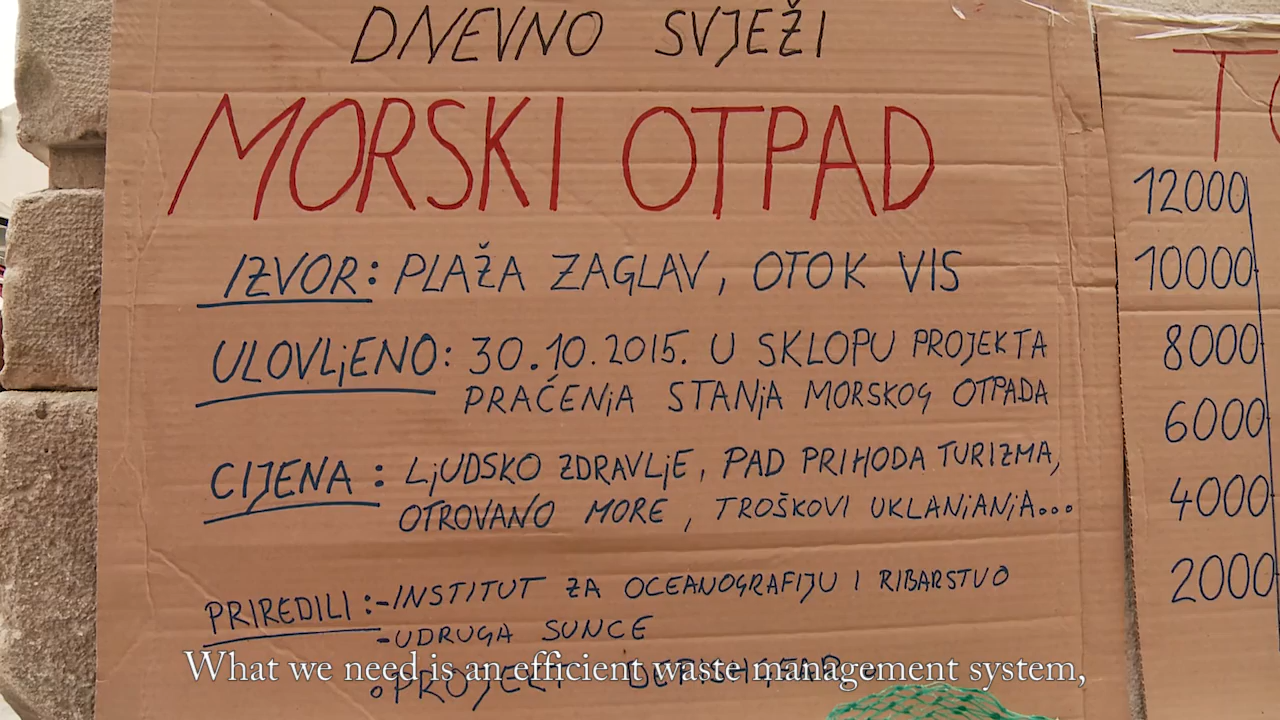 DNEVNO SVJEŽI
MORSKI OTPAD
IZVOR: PLAŽA ZAGLAV, OTOK VIS
ULOVLjENO: 30.10.2015. U SKLOPU PROJEKTA
PRAĆENjA STANjA MORSKOG OTPADA
CIJENA: LjUDSKO ZDRAVLjE, PAD PRIHODA TURIZMA,
OTROVANO MORE, TROŠKOVI UKLANjANjA...
PRIREDILI: -INSTITUT ZA OCEANOGRAFIJU I RIBARSTVO
-UDRUGA SUNCE
PROJEKT DEFISHGEAR
12000
10000
8000
6000
4000
2000
What we need is an efficient waste management system,